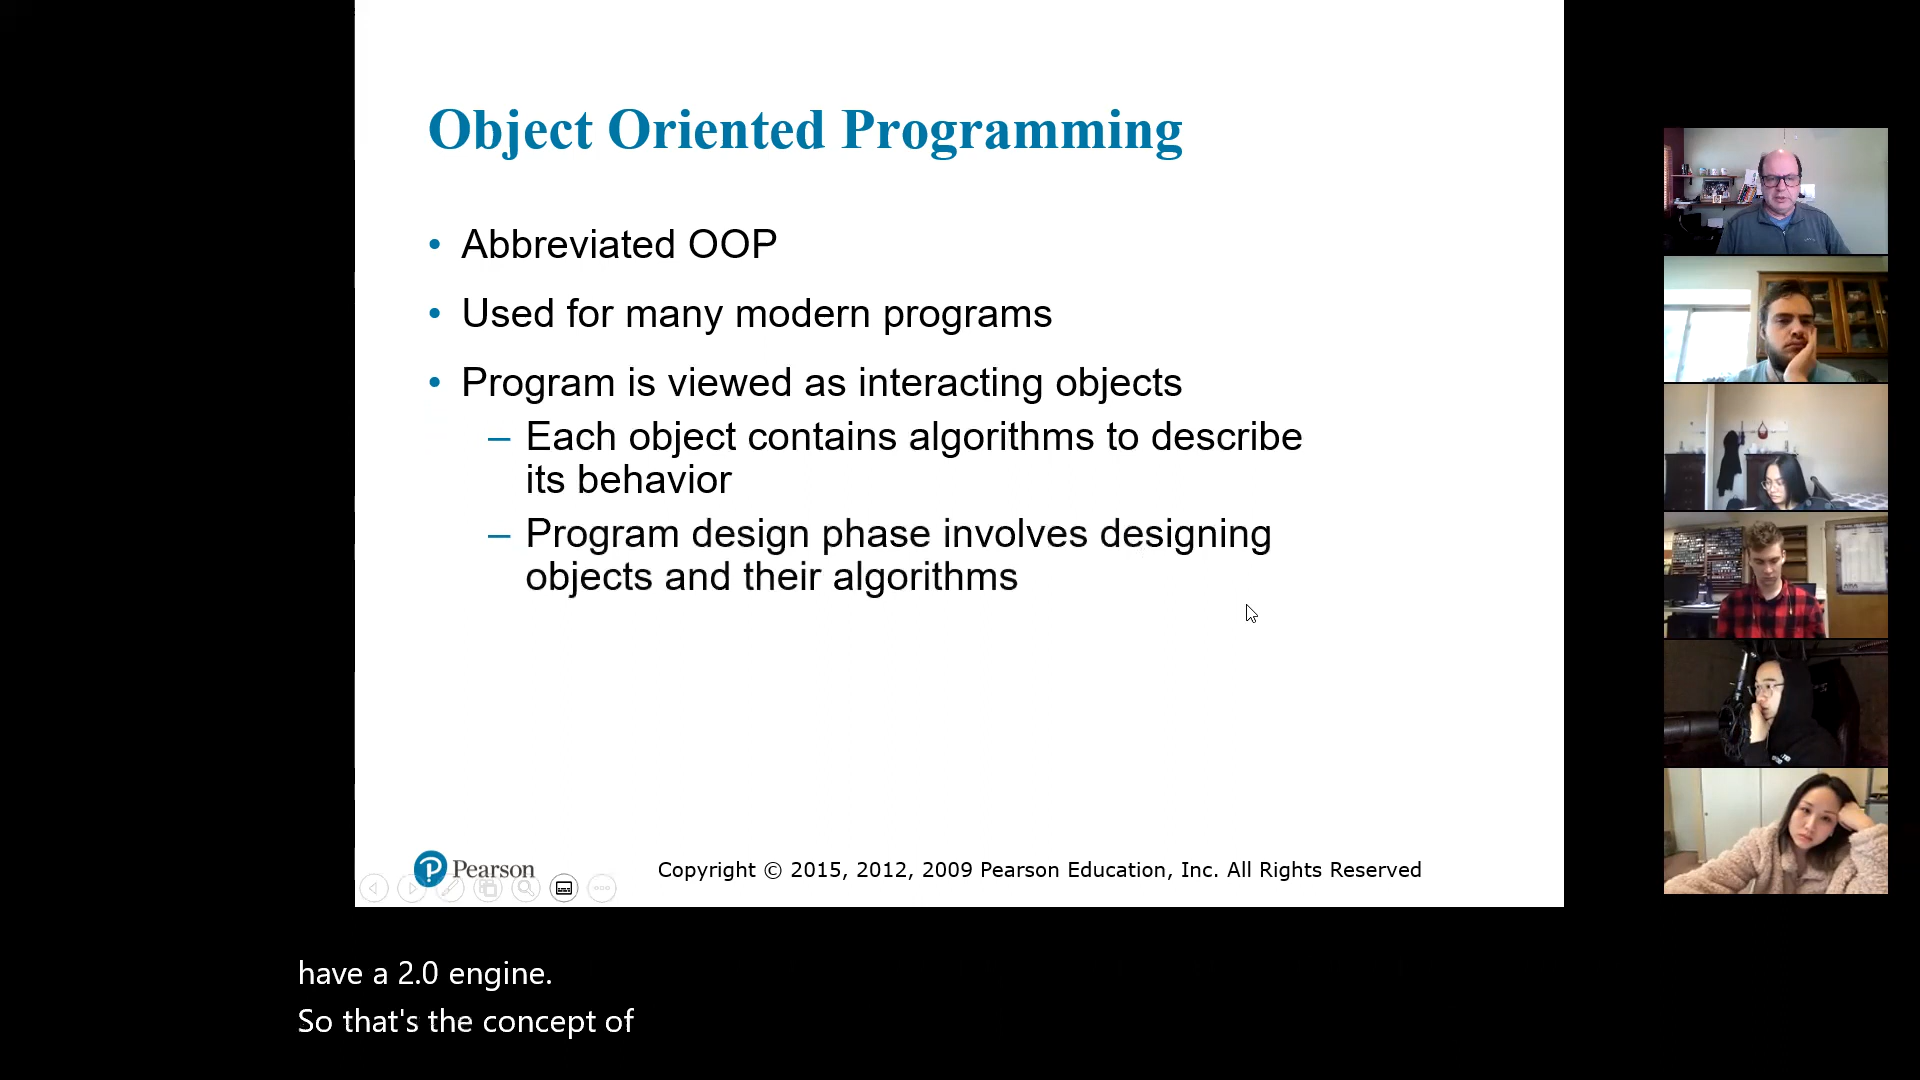 Object Oriented Programming
• Abbreviated OOP
• Used for many modern programs
• Program is viewed as interacting objects
– Each object contains algorithms to describe
its behavior
– Program design phase involves designing
objects and their algorithms
Pearson
Copyright © 2015, 2012, 2009 Pearson Education, Inc. All Rights Reserved
have a 2.0 engine.
So that's the concept of